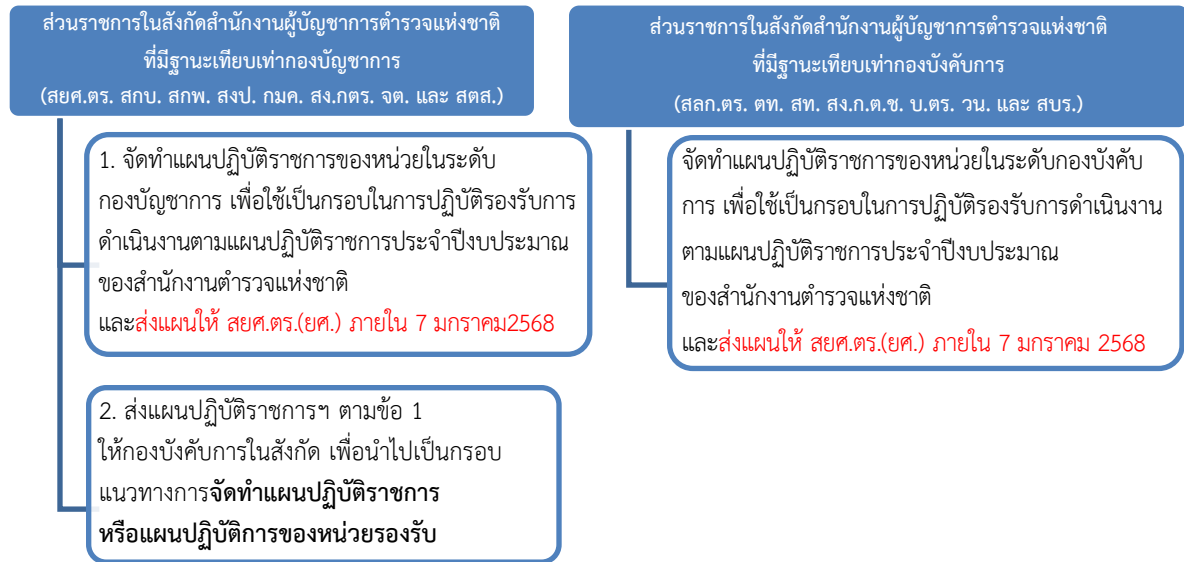 ส่วนราชการในสังกัดสำนักงานผู้บัญชาการตำรวจแห่งชาติ
ที่มีฐานะเทียบเท่ากองบัญชาการ
(สยศ.ตร. สกบ. สกพ. สงป. กมค. สง.กตร. จต. และ สตส.)
1. จัดทำแผนปฏิบัติราชการของหน่วยในระดับ
กองบัญชาการ เพื่อใช้เป็นกรอบในการปฏิบัติรองรับการ
ดำเนินงานตามแผนปฏิบัติราชการประจำปีงบประมาณ
ของสำนักงานตำรวจแห่งชาติ
และส่งแผนให้ สยศ.ตร.(ยศ.) ภายใน 7 มกราคม2568
2. ส่งแผนปฏิบัติราชการฯ ตามข้อ 1
ให้กองบังคับการในสังกัด เพื่อนำไปเป็นกรอบ
แนวทางการจัดทำแผนปฏิบัติราชการ
หรือแผนปฏิบัติการของหน่วยรองรับ
ส่วนราชการในสังกัดสำนักงานผู้บัญชาการตำรวจแห่งชาติ
ที่มีฐานะเทียบเท่ากองบังคับการ
(สลก.ตร. ตท. สท. สง.ก.ต.ช. บ.ตร. วน. และ สบร.)
จัดทำแผนปฏิบัติราชการของหน่วยในระดับกองบังคับ
การ เพื่อใช้เป็นกรอบในการปฏิบัติรองรับการดำเนินงาน
ตามแผนปฏิบัติราชการประจำปีงบประมาณ
ของสำนักงานตำรวจแห่งชาติ
และส่งแผนให้ สยศ.ตร.(ยศ.) ภายใน 7 มกราคม 2568